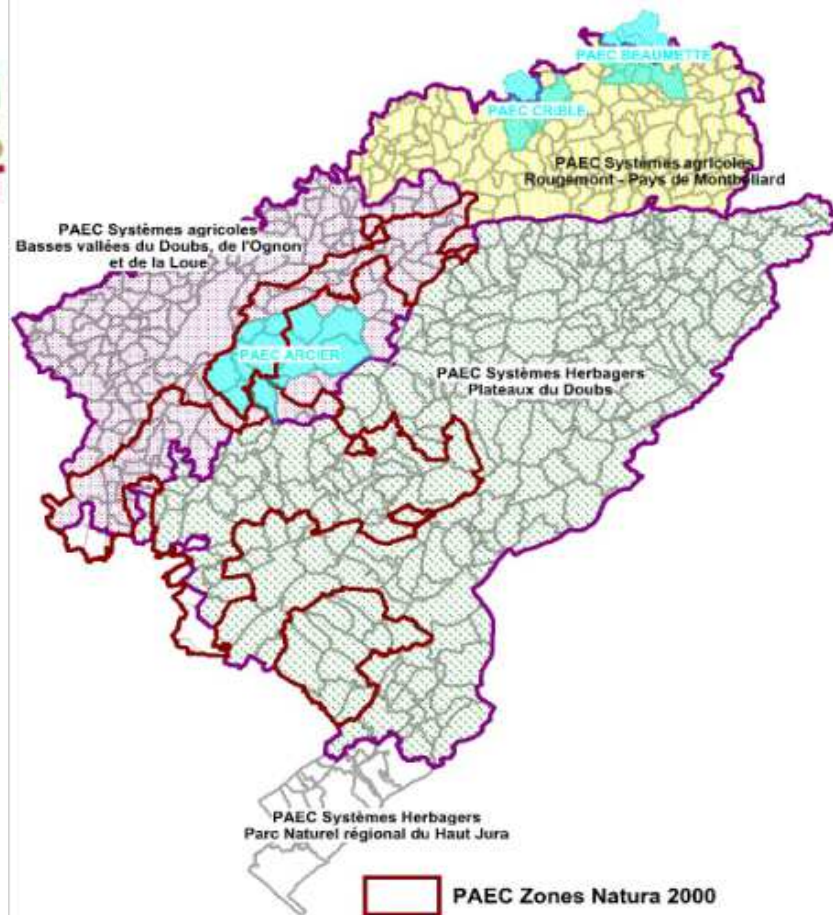 PAEC BEAUMETTE
PAEC CRIBLE
PAEC Systèmes agricoles
Rougemont - Pays de Montbéliard
PAEC Systèmes agricoles
Basses vallées du Doubs, de l'Ognon
et de la Loue
PAEC ARCIER
PAEC Systèmes Herbagers
Plateaux du Doubs
PAEC Systèmes Herbagers
Parc Naturel régional du Haut Jura
PAEC Zones Natura 2000